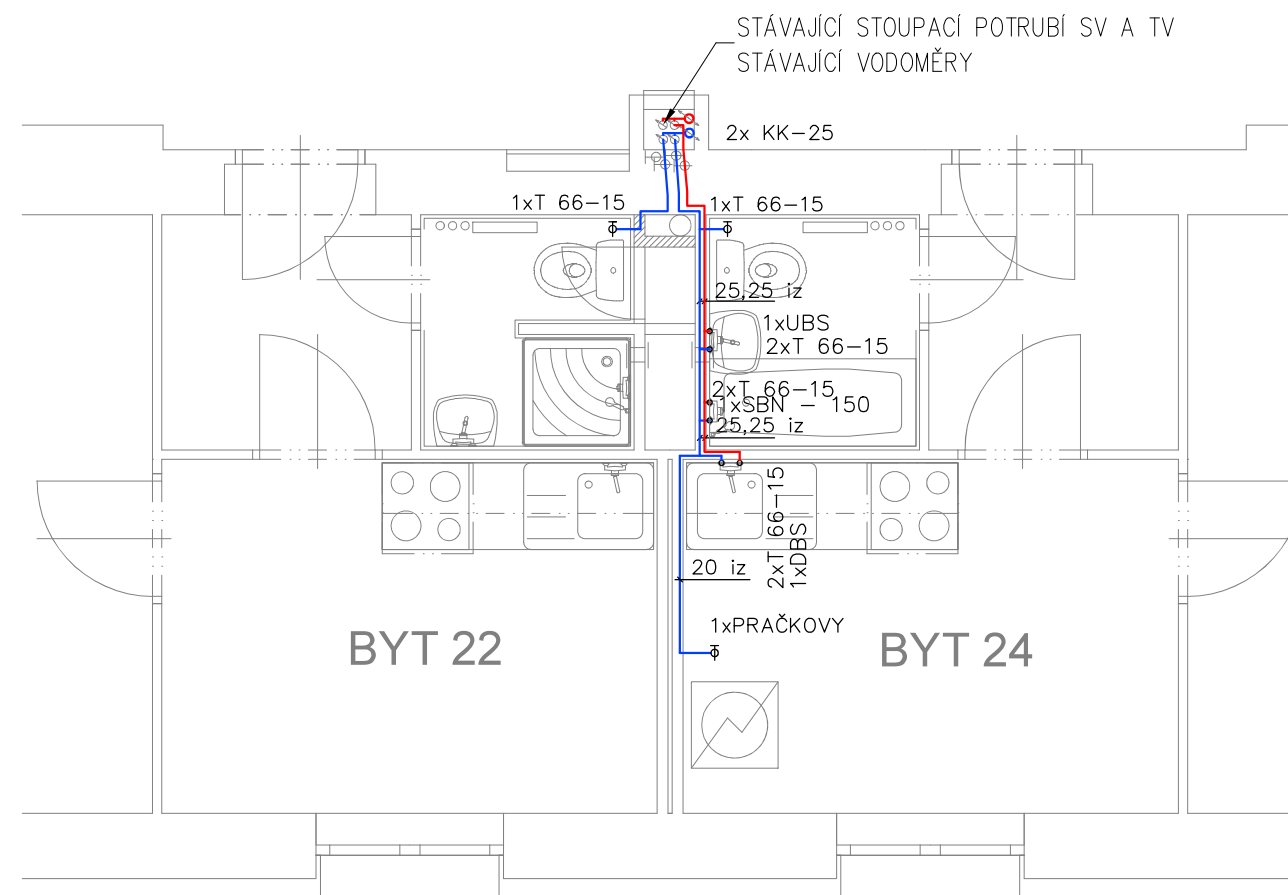 STÁVAJÍCÍ STOUPACÍ POTRUBÍ SV A TV
STÁVAJÍCÍ VODOMĚRY
2x KK-25
1xT 66-15
1xT 66-15
25,25 iz
1xUBS
2xT 66-15
2xT 66-15
1xSBN - 150
25,25 iz
2xT 66-15
1xDBS
20 iz
1xPRAČKOVY
BYT 22
BYT 24